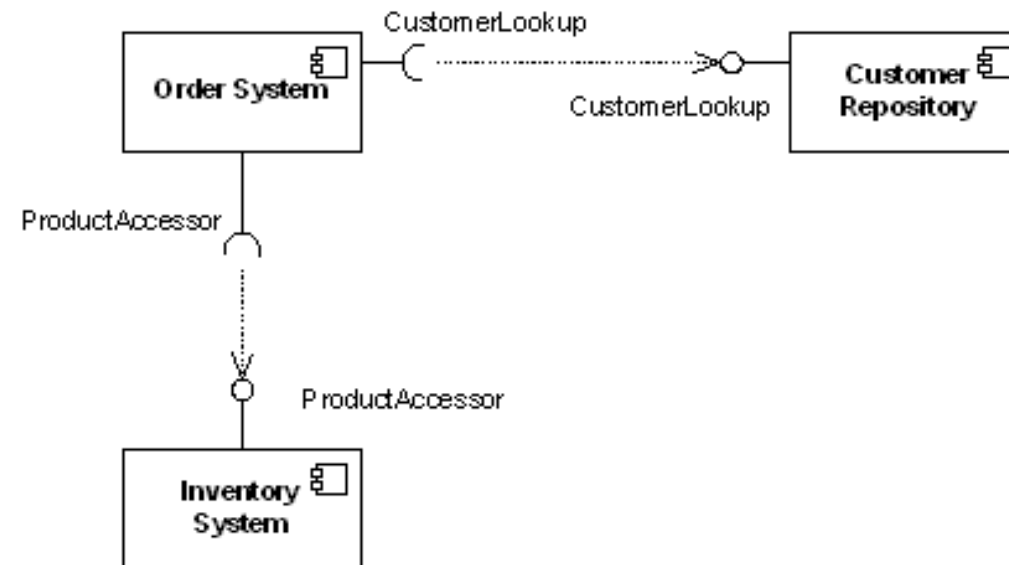 CustomerLookup
Order System
Customer
Repository
CustomerLookup
ProductAccessor
ProductAccessor
Inventory
System